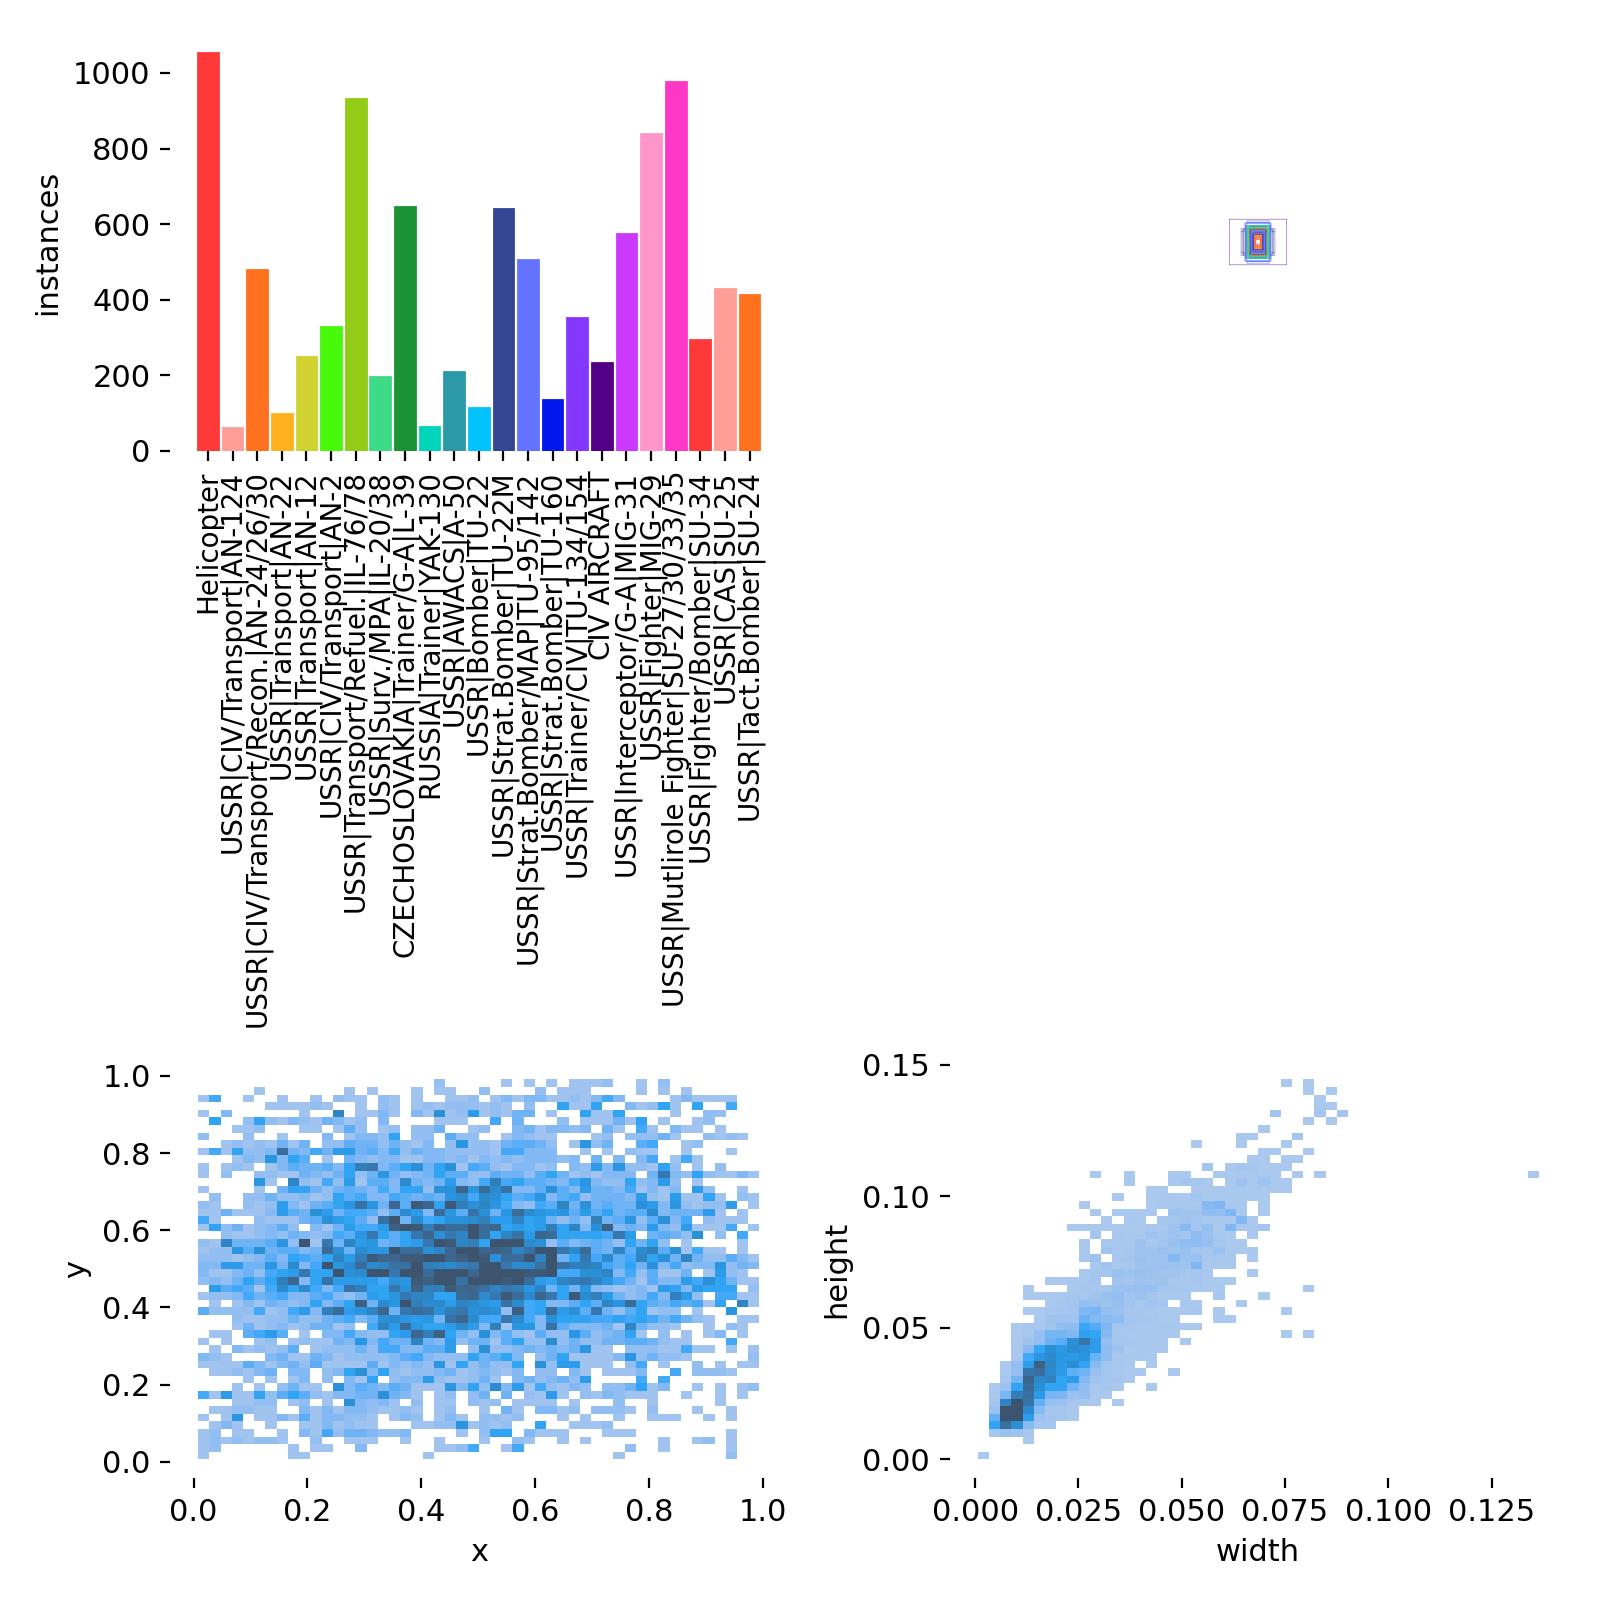 1000
800
600
400
200
0
instances
Helicopter
USSR|CIV/Transport|AN-124
USSR|CIV/Transport/Recon.|AN-24/26/30
USSR|Transport|AN-22
USSR|Transport|AN-12
USSR|CIV/Transport|AN-2
USSR|Transport/Refuel.|IL-76/78
USSR|Surv./MPA|IL-20/38
CZECHOSLOVAKIA|Trainer/G-A|L-39
RUSSIA|Trainer|YAK-130
USSR|AWACS|A-50
USSR|Bomber|TU-22
USSR|Strat.Bomber|TU-22M
USSR|Strat.Bomber/MAP|TU-95/142
USSR|Strat.Bomber|TU-160
USSR|Trainer/CIV|TU-134/154
CIV AIRCRAFT
USSR|Interceptor/G-A|MIG-31
USSR|Fighter|MIG-29
USSR|Mutlirole Fighter|SU-27/30/33/35
USSR|Fighter/Bomber|SU-34
USSR|CAS|SU-25
USSR|Tact.Bomber|SU-24
1.0
0.8
0.6
0.4
0.2
0.0
y
0.0 0.2 0.4 0.6 0.8 1.0
x
0.15
0.10
0.05
0.00
height
0.000 0.025 0.050 0.075 0.100 0.125
width